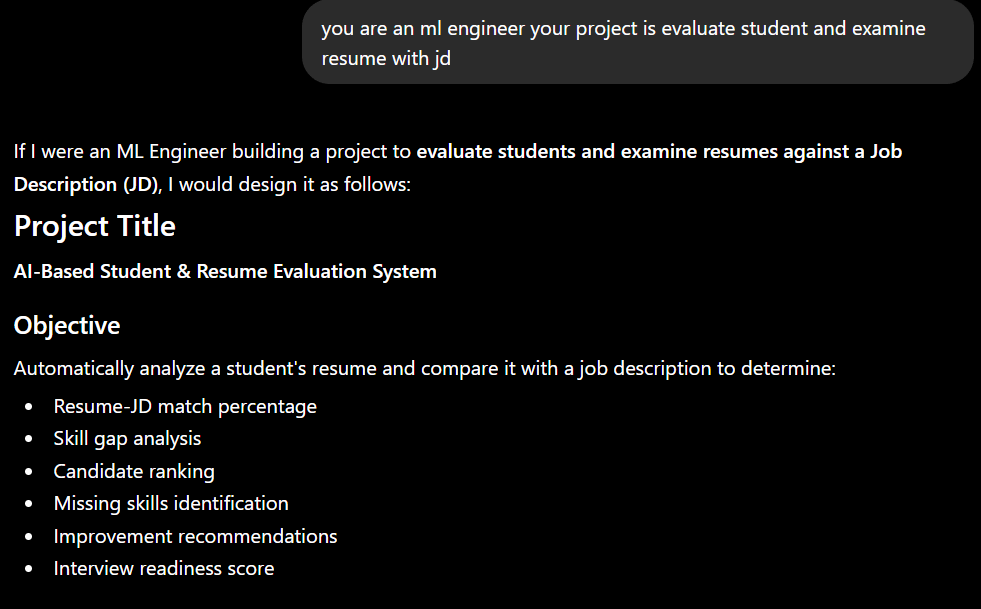 you are an ml engineer your project is evaluate student and examine
resume with jd
If I were an ML Engineer building a project to evaluate students and examine resumes against a Job
Description (JD), I would design it as follows:
Project Title
AI-Based Student & Resume Evaluation System
Objective
Automatically analyze a student's resume and compare it with a job description to determine:
• Resume-JD match percentage
• Skill gap analysis
• Candidate ranking
• Missing skills identification
• Improvement recommendations
• Interview readiness score